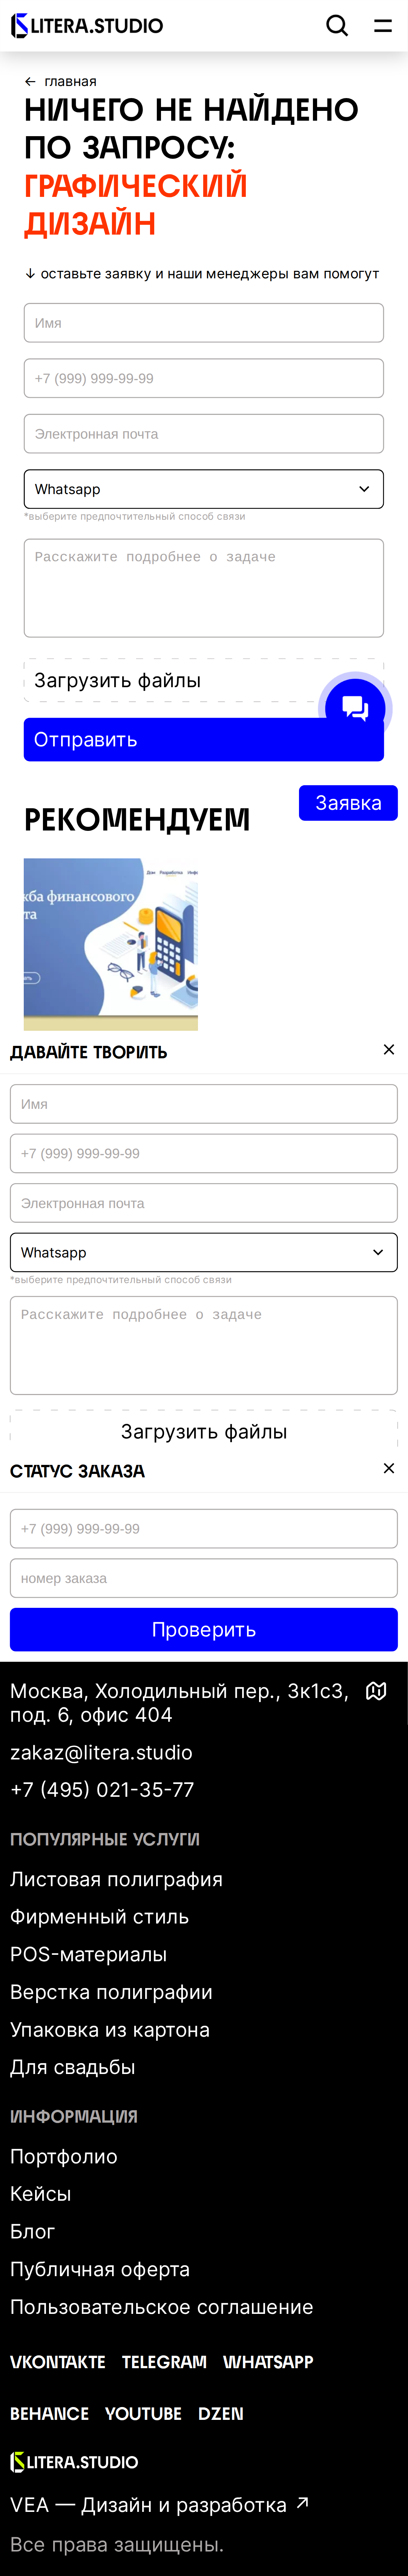 LITERA.STUDIO
← главная
НИЧЕГО НЕ НАЙДЕНО
ПО ЗАПРОСУ:
ГРАФИЧЕСКИЙ
ДИЗАЙН
↓ оставьте заявку и наши менеджеры вам помогут
Имя
+7 (999) 999-99-99
Электронная почта
Whatsapp
*выберите предпочтительный способ связи
Расскажите подробнее о задаче
Загрузить файлы
Отправить
Заявка
РЕКОМЕНДУЕМ
Дом Разработка
финансового
ДАВАЙТЕ ТВОРИТЬ
Имя
+7 (999) 999-99-99
Электронная почта
Whatsapp
*выберите предпочтительный способ связи
Расскажите подробнее о задаче
Загрузить файлы
СТАТУС ЗАКАЗА
+7 (999) 999-99-99
номер заказа
Проверить
Москва, Холодильный пер., 3к1с3,
под. 6, офис 404
zakaz@litera.studio
+7 (495) 021-35-77
ПОПУЛЯРНЫЕ УСЛУГИ
Листовая полиграфия
Фирменный стиль
POS-материалы
Верстка полиграфии
Упаковка из картона
Для свадьбы
ИНФОРМАЦИЯ
Портфолио
Кейсы
Блог
Публичная оферта
Пользовательское соглашение
VKONTAKTE TELEGRAM WHATSAPP
BEHANCE YOUTUBE DZEN
LITERA.STUDIO
VEA — Дизайн и разработка ↗
Все права защищены.